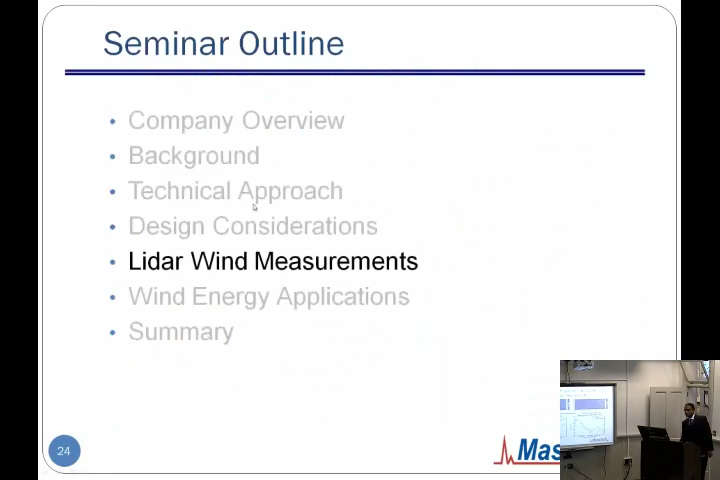 Seminar Outline
• Company Overview
• Background
• Technical Approach
• Design Considerations
• Lidar Wind Measurements
• Wind Energy Applications
• Summary
24